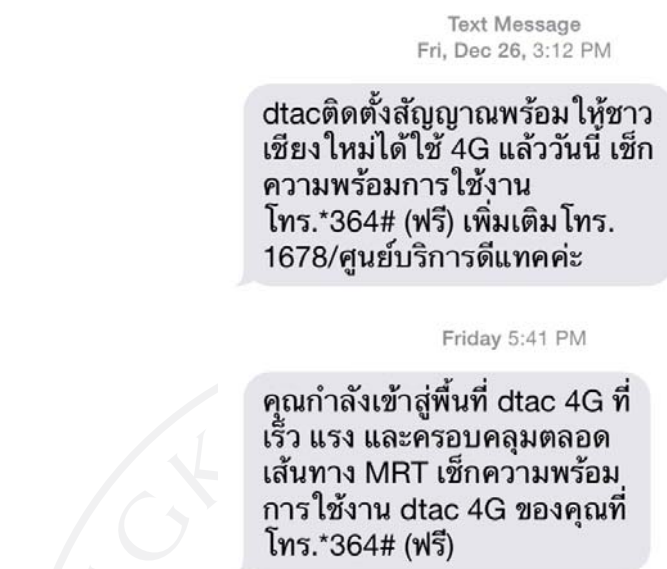 Text Message
Fri, Dec 26, 3:12 PM
dtacติดตั้งสัญญาณพร้อมให้ชาว
เชียงใหม่ได้ใช้ 4G แล้ววันนี้ เช็ก
ความพร้อมการใช้งาน
โทร.*364# (ฟรี) เพิ่มเติมโทร.
1678/ศูนย์บริการดีแทคค่ะ
Friday 5:41 PM
คุณกำลังเข้าสู่พื้นที่ dtac 4G ที่
เร็ว แรง และครอบคลุมตลอด
เส้นทาง MRT เช็กความพร้อม
การใช้งาน dtac 4G ของคุณที่
โทร.*364# (ฟรี)
GK